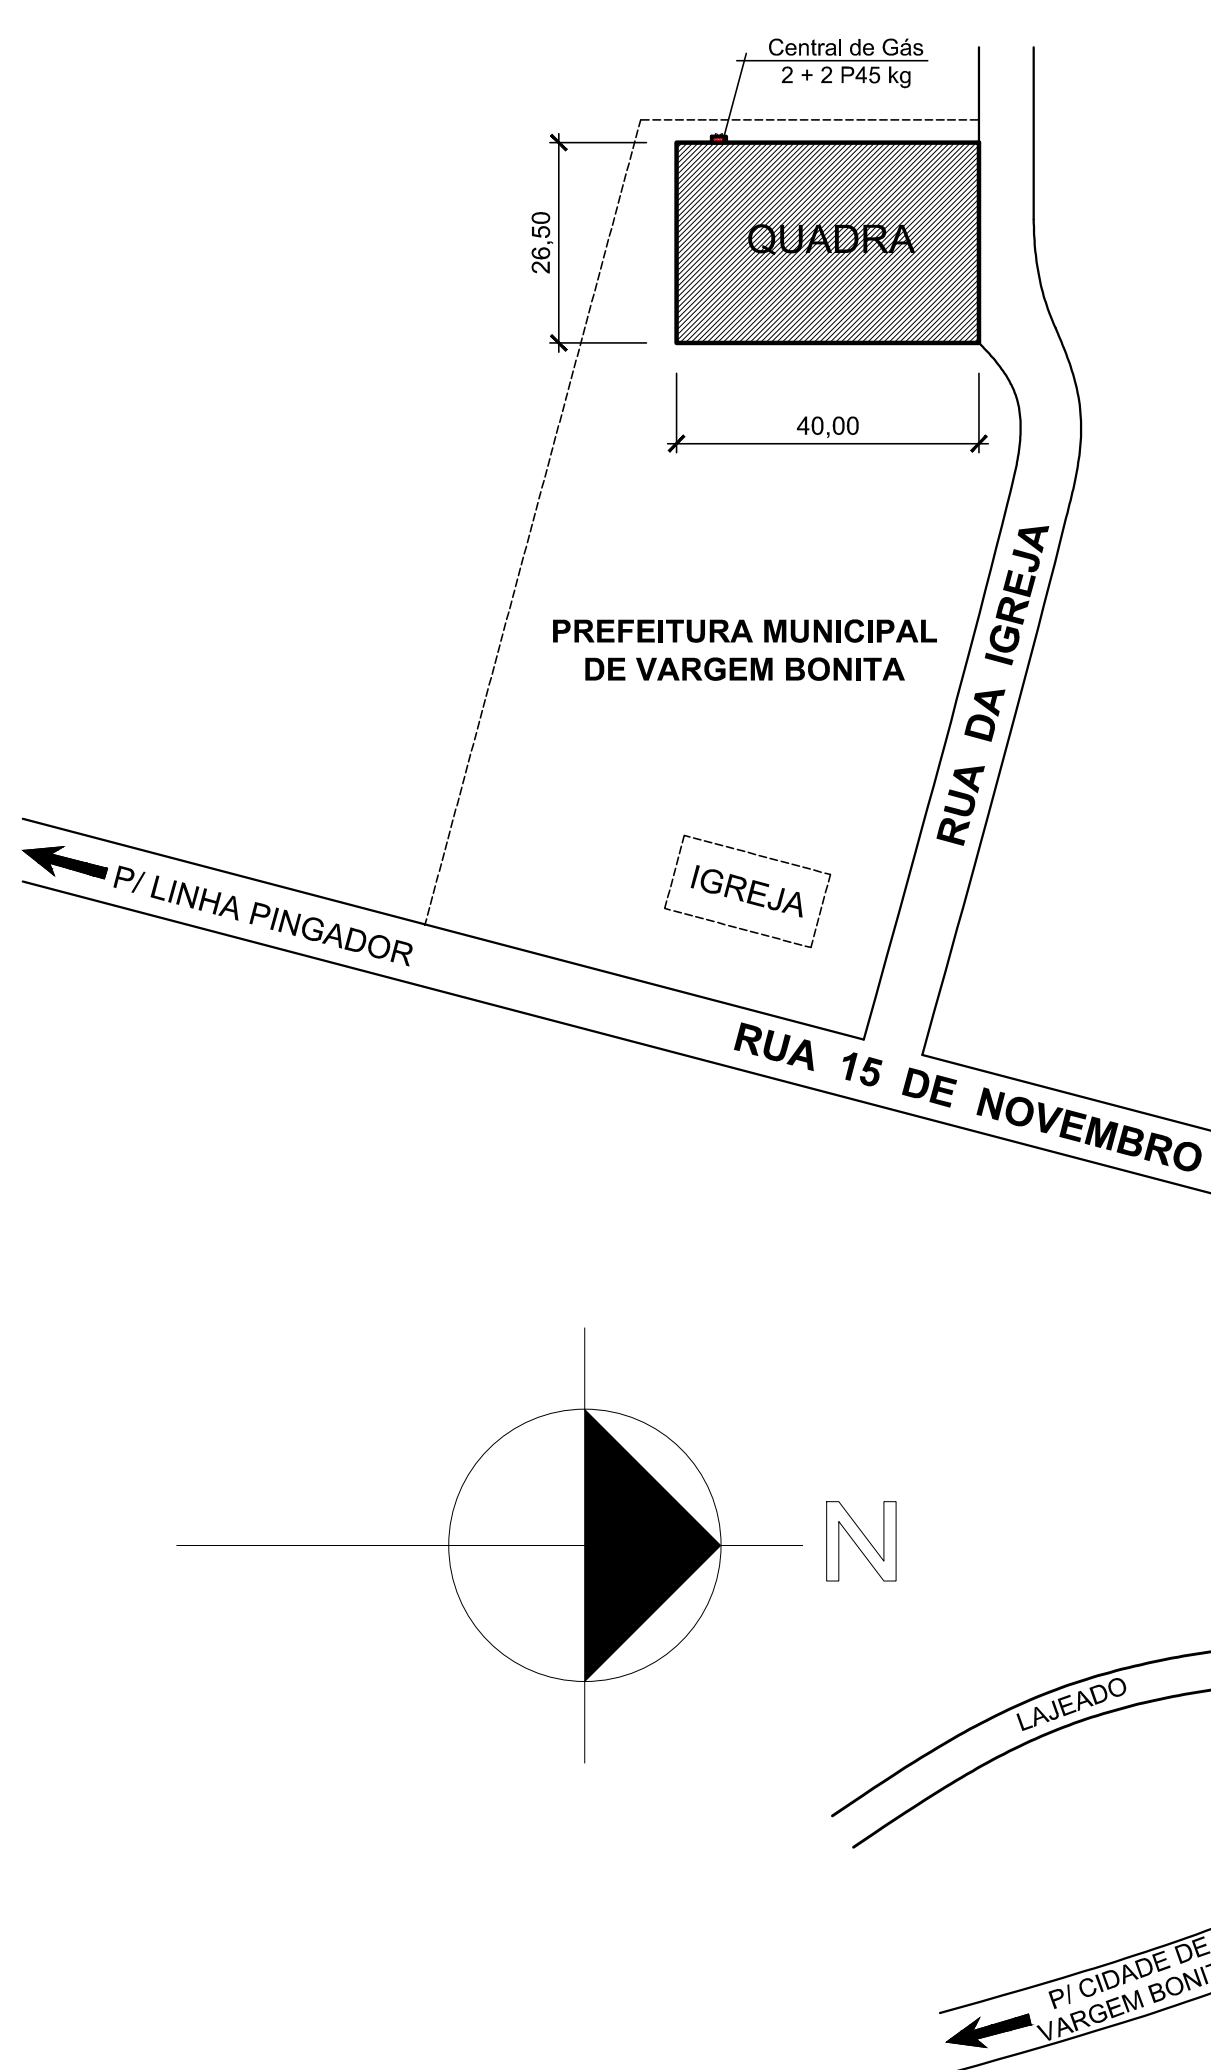 Central de Gás
2 + 2 P45 kg
QUADRA
26,50
40,00
PREFEITURA MUNICIPAL
DE VARGEM BONITA
RUA DA IGREJA
IGREJA
P/ LINHA PINGADOR
RUA 15 DE NOVEMBRO
N
LAJEADO
P/ CIDADE DE
VARGEM BONIT